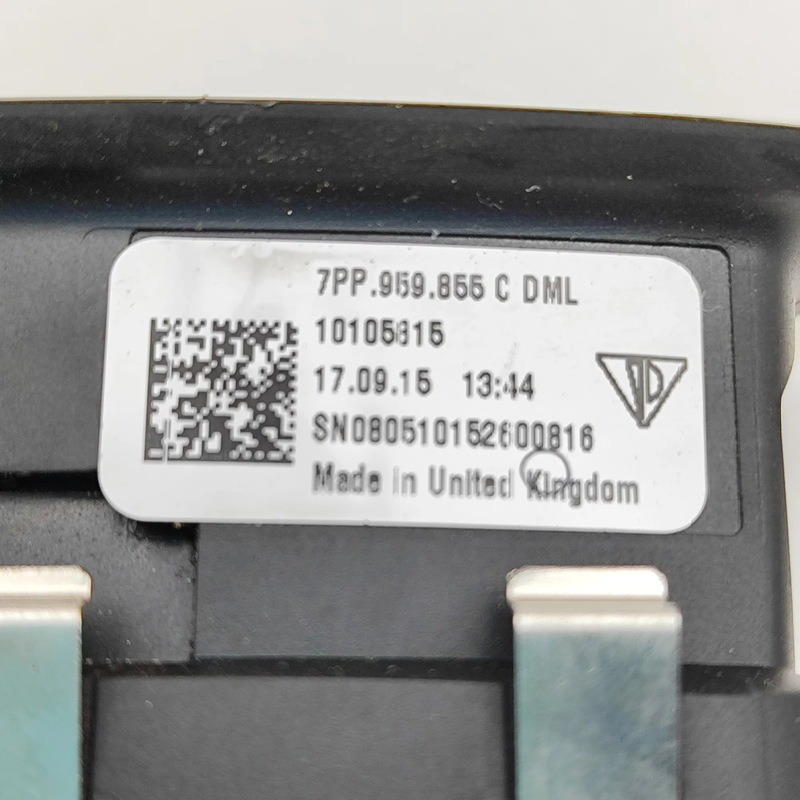 7PP.959.855 C DML
10105815
17.09.15 13:44
SN080510152600816
Made in United Kingdom